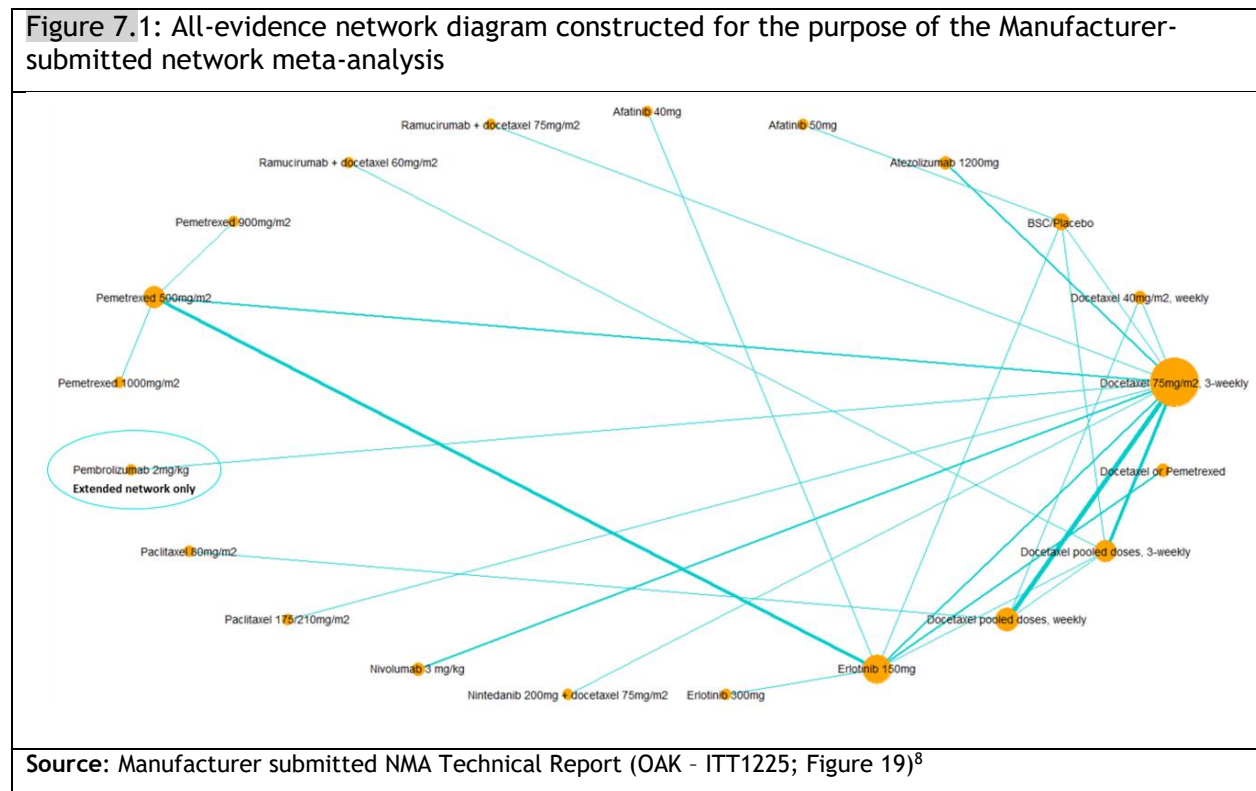 Figure 7.1: All-evidence network diagram constructed for the purpose of the Manufacturer-
submitted network meta-analysis
Afatinib 40mg
Ramucirumab + docetaxel 75mg/m2
Afatinib 50mg
Ramucirumab + docetaxel 60mg/m2
Atezolizumab 1200mg
Pemetrexed 900mg/m2
BSC/Placebo
Pemetrexed 500mg/m2
Docetaxel 40mg/m2, weekly
Pemetrexed 1000mg/m2
Docetaxel 75mg/m2, 3-weekly
Pembrolizumab 2mg/kg
Extended network only
Docetaxel or Pemetrexed
Paclitaxel 80mg/m2
Docetaxel pooled doses, 3-weekly
Paclitaxel 175/210mg/m2
Docetaxel pooled doses, weekly
Nivolumab 3 mg/kg
Erlotinib 150mg
Nintedanib 200mg + docetaxel 75mg/m2
Erlotinib 300mg
Source: Manufacturer submitted NMA Technical Report (OAK – ITT1225; Figure 19)8